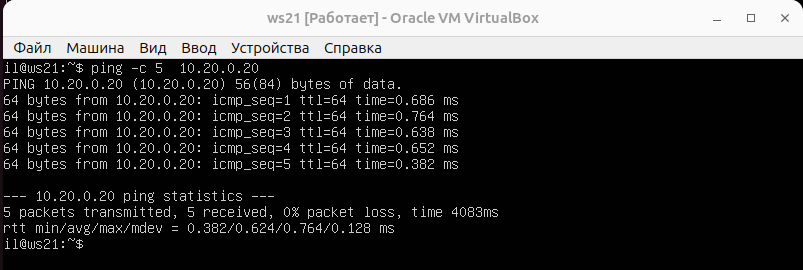 ws21 [Работает] - Oracle VM VirtualBox
Файл Машина Вид Ввод Устройства Справка
il@ws21:~$ ping -c 5  10.20.0.20
PING 10.20.0.20 (10.20.0.20) 56(84) bytes of data.
64 bytes from 10.20.0.20: icmp_seq=1 ttl=64 time=0.686 ms
64 bytes from 10.20.0.20: icmp_seq=2 ttl=64 time=0.764 ms
64 bytes from 10.20.0.20: icmp_seq=3 ttl=64 time=0.638 ms
64 bytes from 10.20.0.20: icmp_seq=4 ttl=64 time=0.652 ms
64 bytes from 10.20.0.20: icmp_seq=5 ttl=64 time=0.382 ms
--- 10.20.0.20 ping statistics ---
5 packets transmitted, 5 received, 0% packet loss, time 4083ms
rtt min/avg/max/mdev = 0.382/0.624/0.764/0.128 ms
il@ws21:~$